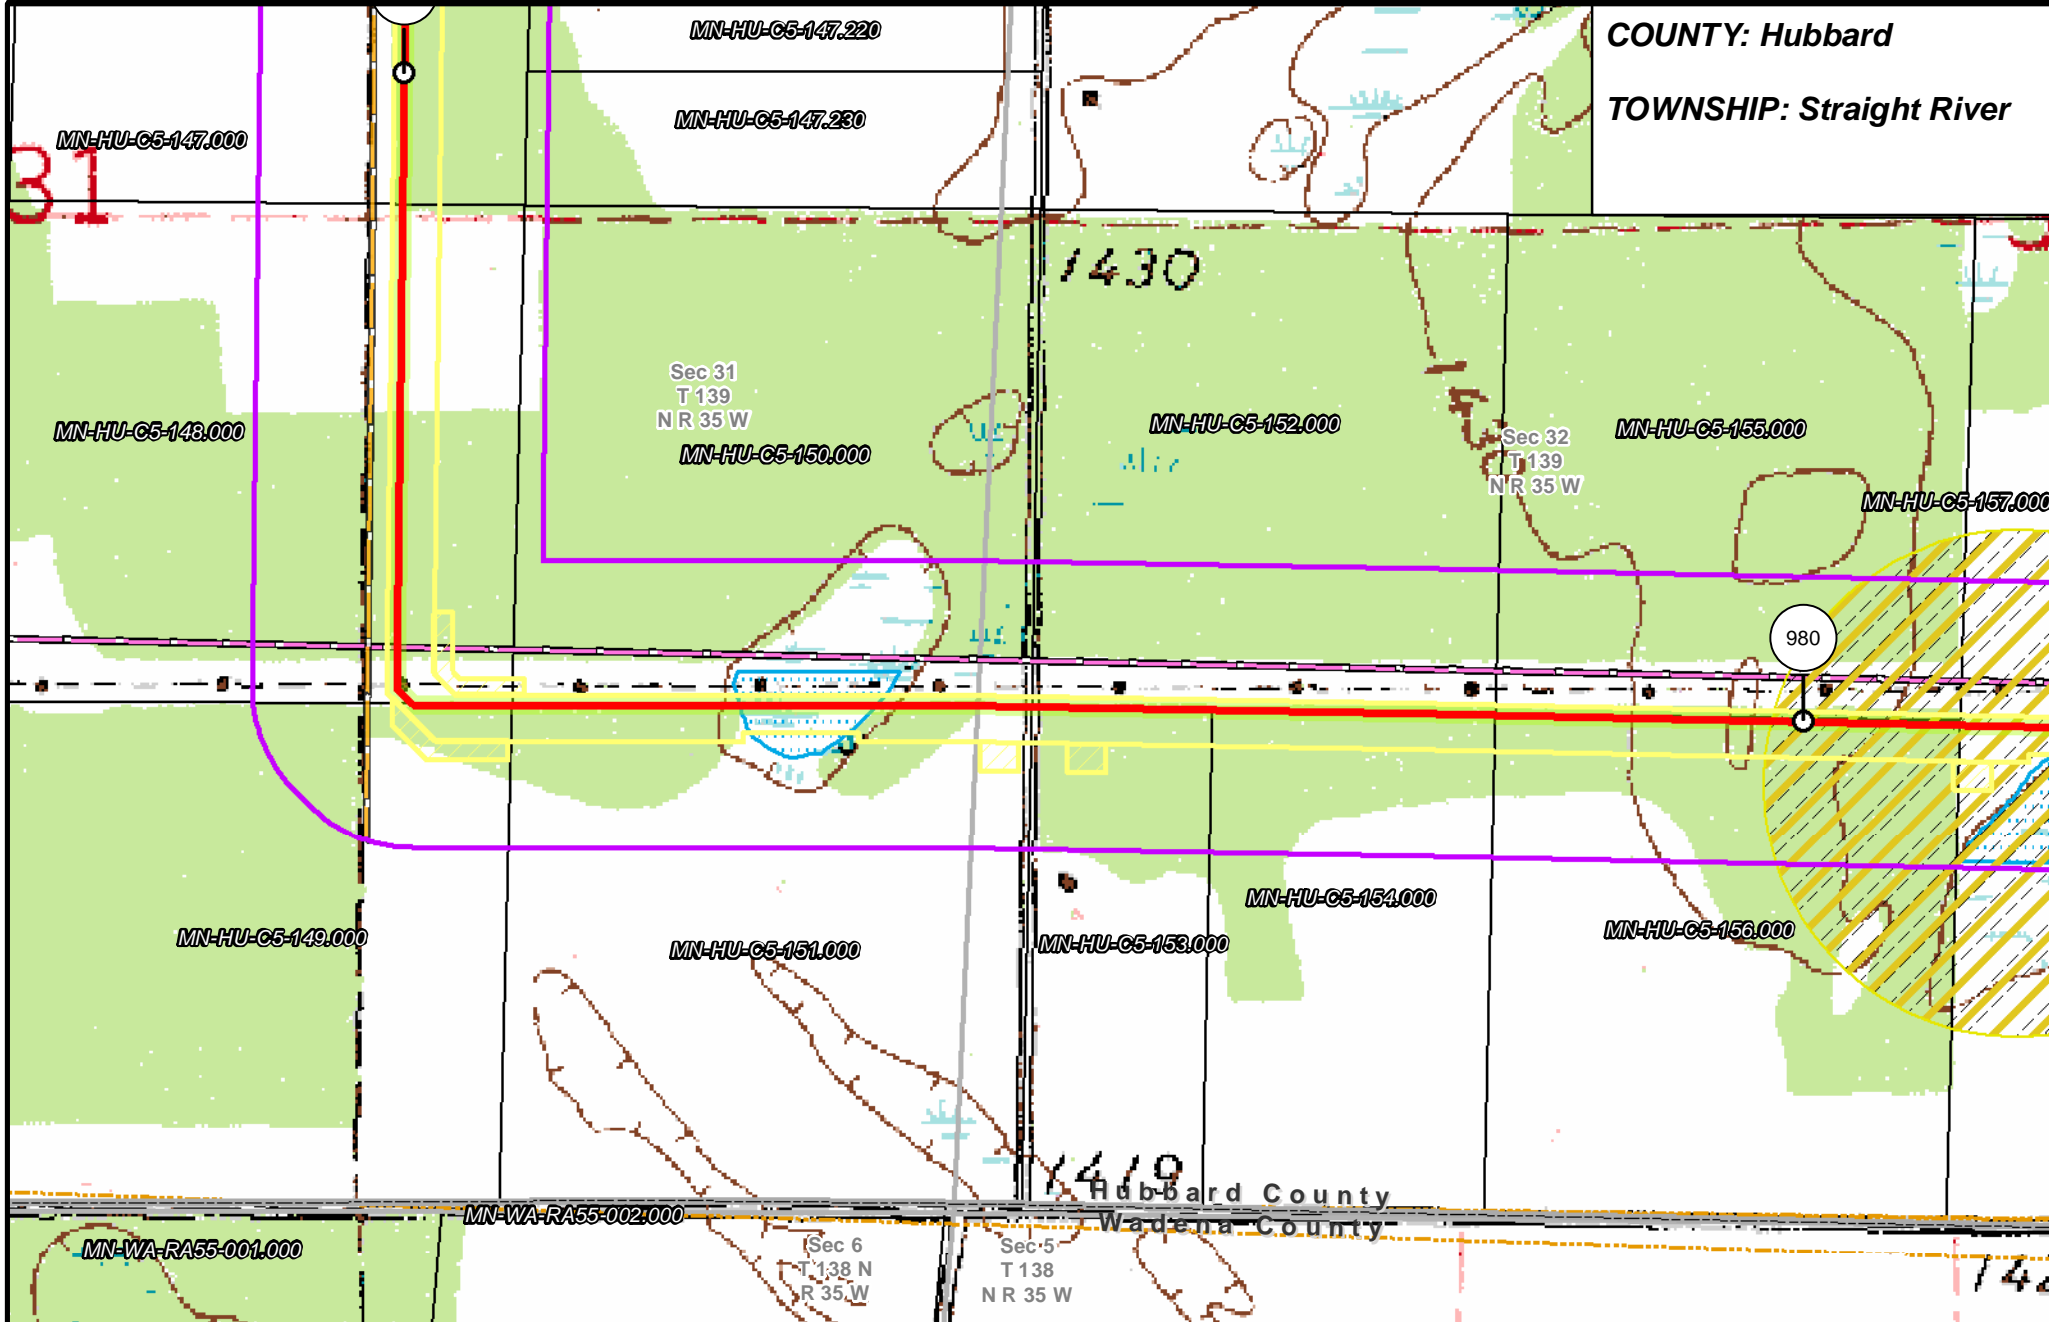 MN-HU-C5-147.220
COUNTY: Hubbard
TOWNSHIP: Straight River
MN-HU-C5-147.230
MN-HU-C5-147.000
31
1430
Sec 31
T 139
N R 35 W
MN-HU-C5-148.000
MN-HU-C5-150.000
MN-HU-C5-152.000
Sec 32
T 139
N R 35 W
MN-HU-C5-155.000
MN-HU-C5-157.000
980
MN-HU-C5-149.000
MN-HU-C5-151.000
MN-HU-C5-153.000
MN-HU-C5-154.000
MN-HU-C5-156.000
1419
Hubbard County
Wadena County
MN-WA-RA55-002.000
MN-WA-RA55-001.000
Sec 6
T 138 N
R 35 W
Sec 5
T 138
N R 35 W